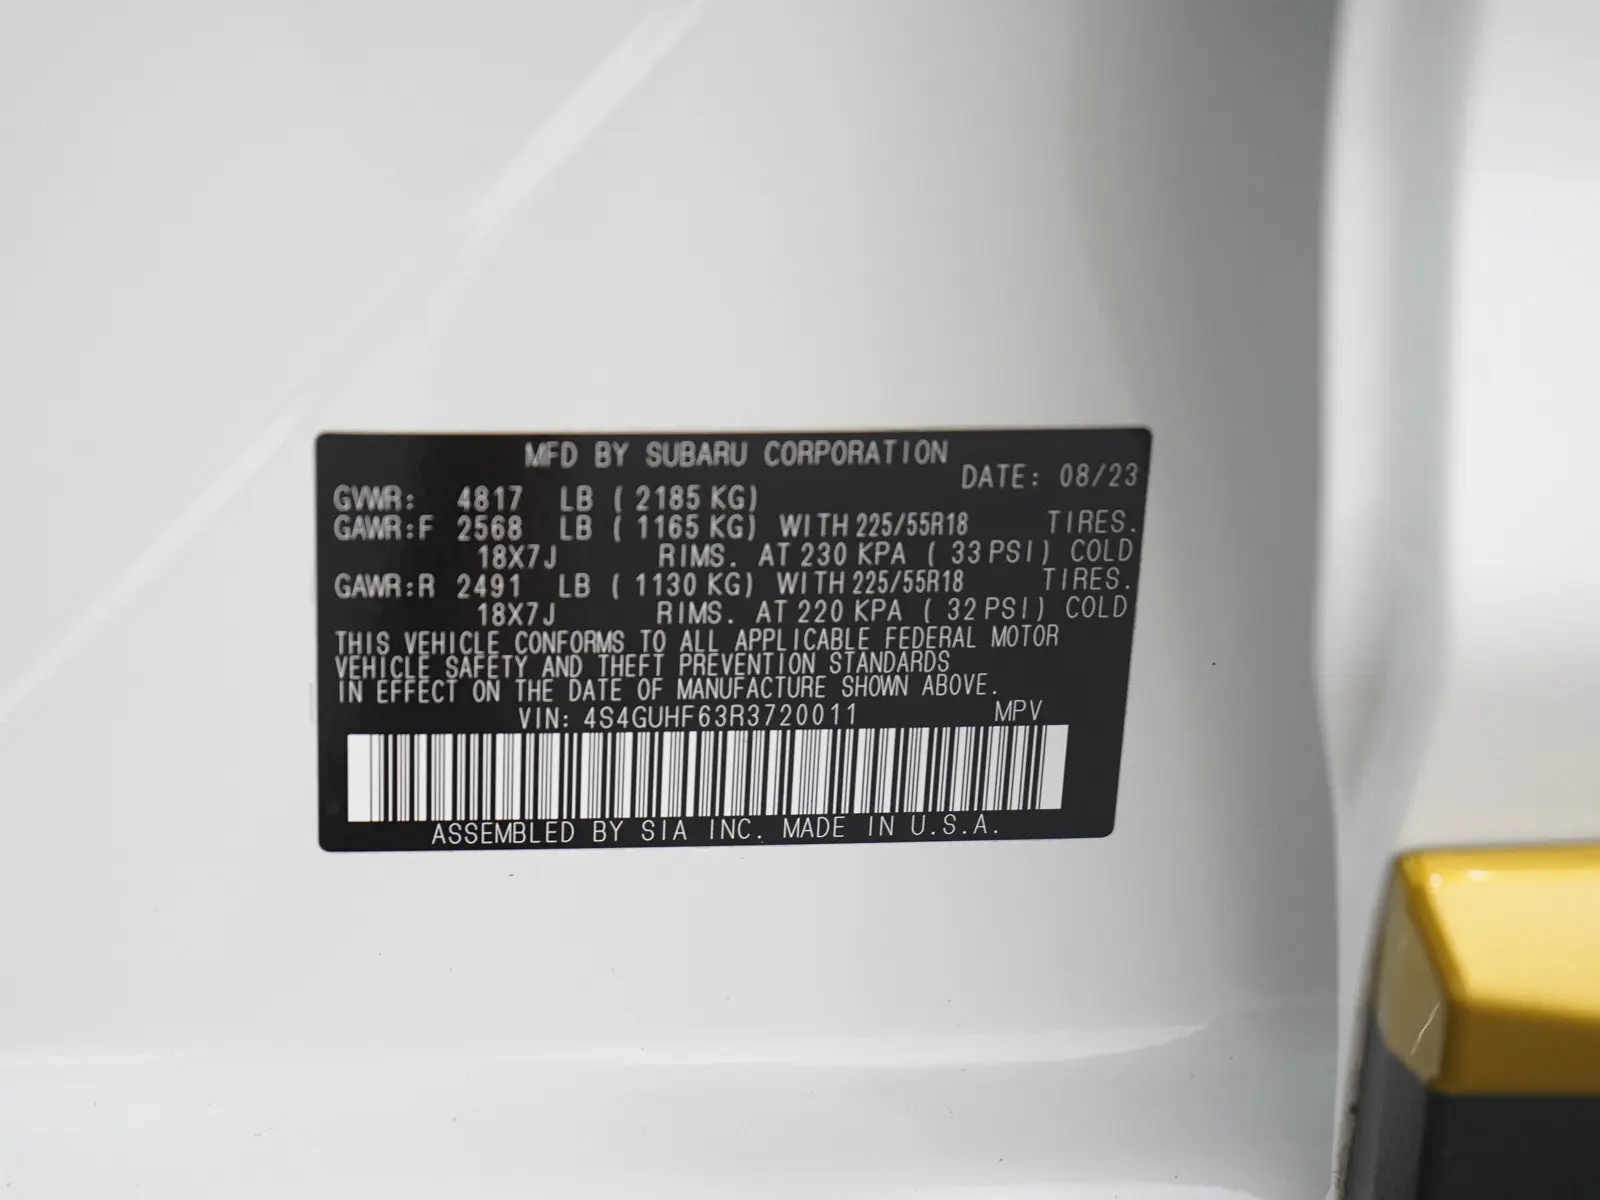 MFD BY SUBARU CORPORATION
DATE: 08/23
GVWR: 4817 LB ( 2185 KG)
GAWR:F 2568 LB ( 1165 KG) WITH 225/55R18 TIRES.
18X7J RIMS. AT 230 KPA ( 33 PSI) COLD
GAWR:R 2491 LB ( 1130 KG) WITH 225/55R18 TIRES.
18X7J RIMS. AT 220 KPA ( 32 PSI) COLD
THIS VEHICLE CONFORMS TO ALL APPLICABLE FEDERAL MOTOR
VEHICLE SAFETY AND THEFT PREVENTION STANDARDS
IN EFFECT ON THE DATE OF MANUFACTURE SHOWN ABOVE.
VIN: 4S4GUHF63R3720011 MPV
ASSEMBLED BY SIA INC. MADE IN U.S.A.